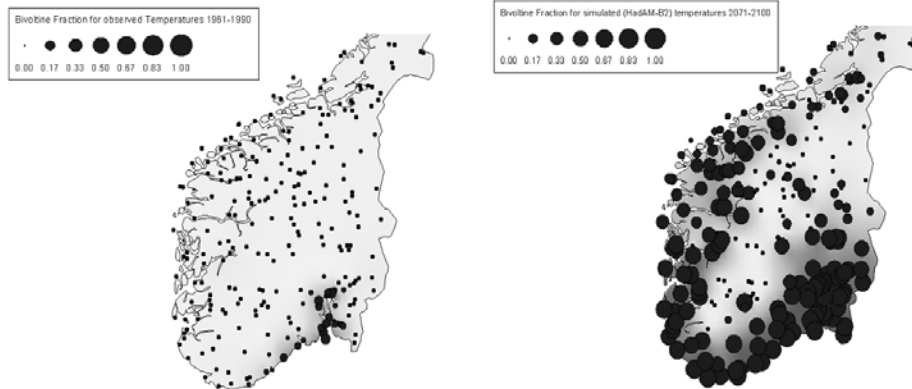 Bivoltine Fraction for observed Temperatures 1961-1990
0.00 0.17 0.33 0.50 0.67 0.83 1.00
Bivoltine Fraction for simulated (HadAM-B2) temperatures 2071-2100
0.00 0.17 0.33 0.50 0.67 0.83 1.00